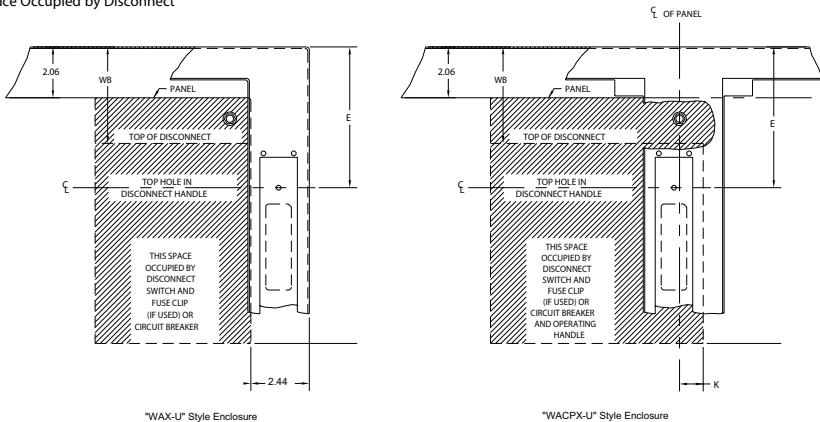 ace Occupied by Disconnect
℄ OF PANEL
2.06
WB
PANEL
E
TOP OF DISCONNECT
℄
TOP HOLE IN
DISCONNECT HANDLE
THIS SPACE
OCCUPIED BY
DISCONNECT
SWITCH AND
FUSE CLIP
(IF USED) OR
CIRCUIT BREAKER
2.44
"WAX-U" Style Enclosure
2.06
WB
PANEL
E
TOP OF DISCONNECT
℄
TOP HOLE IN
DISCONNECT HANDLE
THIS SPACE
OCCUPIED BY
DISCONNECT
SWITCH AND
FUSE CLIP
(IF USED) OR
CIRCUIT BREAKER
AND OPERATING
HANDLE
K
"WACPX-U" Style Enclosure